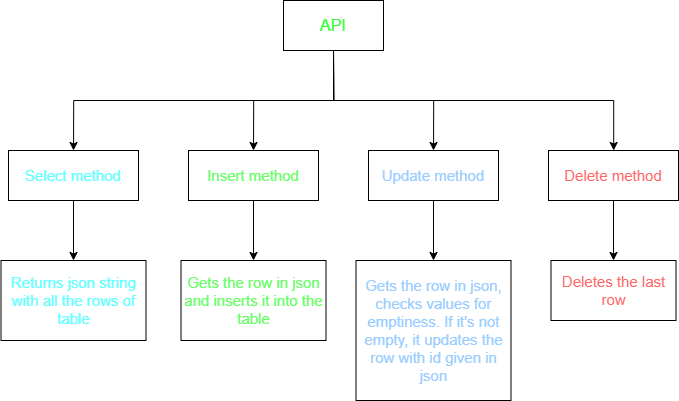 API
Select method
Insert method
Update method
Delete method
Returns json string
with all the rows of
table
Gets the row in json
and inserts it into the
table
Gets the row in json,
checks values for
emptiness. If it's not
empty, it updates the
row with id given in
json
Deletes the last
row